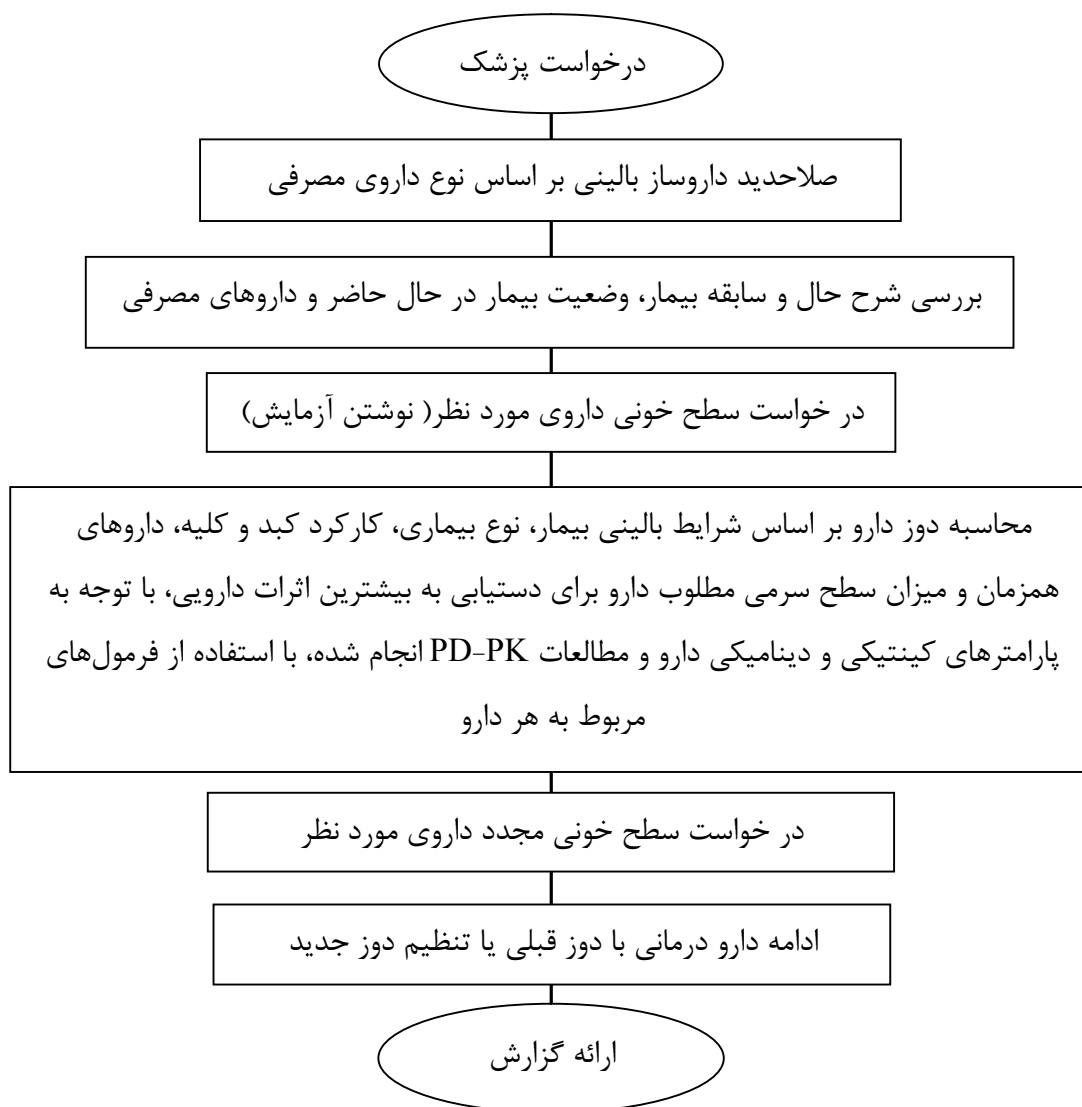 درخواست پزشک
صلاحدید داروساز بالینی بر اساس نوع داروی مصرفی
بررسی شرح حال و سابقه بیمار، وضعیت بیمار در حال حاضر و داروهای مصرفی
در خواست سطح خونی داروی مورد نظر( نوشتن آزمایش)
محاسبه دوز دارو بر اساس شرایط بالینی بیمار، نوع بیماری، کارکرد کبد و کلیه، داروهای
همزمان و میزان سطح سرمی مطلوب دارو برای دستیابی به بیشترین اثرات دارویی، با توجه به
پارامترهای کینتیکی و دینامیکی دارو و مطالعات PD-PK انجام شده، با استفاده از فرمول‌های
مربوط به هر دارو
در خواست سطح خونی مجدد داروی مورد نظر
ادامه دارو درمانی با دوز قبلی یا تنظیم دوز جدید
ارائه گزارش